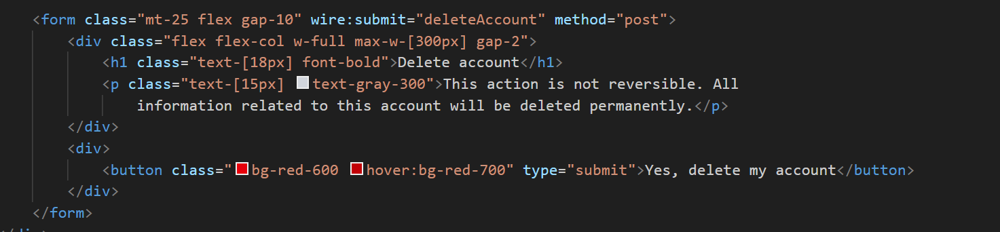 <form class="mt-25 flex gap-10" wire:submit="deleteAccount" method="post">
<div class="flex flex-col w-full max-w-[300px] gap-2">
<h1 class="text-[18px] font-bold">Delete account</h1>
<p class="text-[15px] text-gray-300">This action is not reversible. All
information related to this account will be deleted permanently.</p>
</div>
<div>
<button class="bg-red-600 hover:bg-red-700" type="submit">Yes, delete my account</button>
</div>
</form>